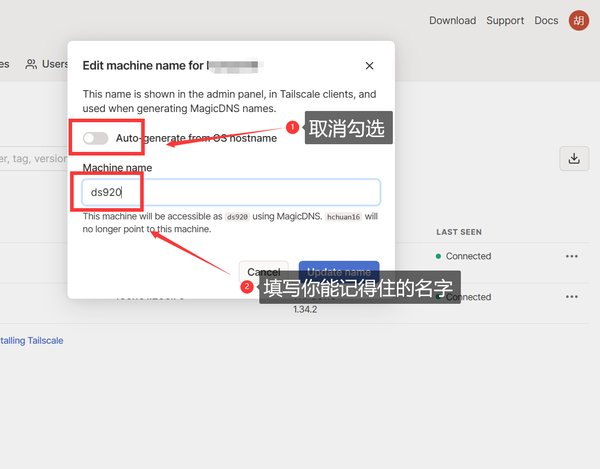 Download Support Docs 胡
es Users
Edit machine name for
This name is shown in the admin panel, in Tailscale clients, and
used when generating MagicDNS names.
Auto-generate from OS hostname
1 取消勾选
er, tag, version
Machine name
ds920
This machine will be accessible as ds920 using MagicDNS. hchuan16 will
no longer point to this machine.
LAST SEEN
Connected
Cancel Update name
2 填写你能记得住的名字
Connected
1.34.2
talling Tailscale